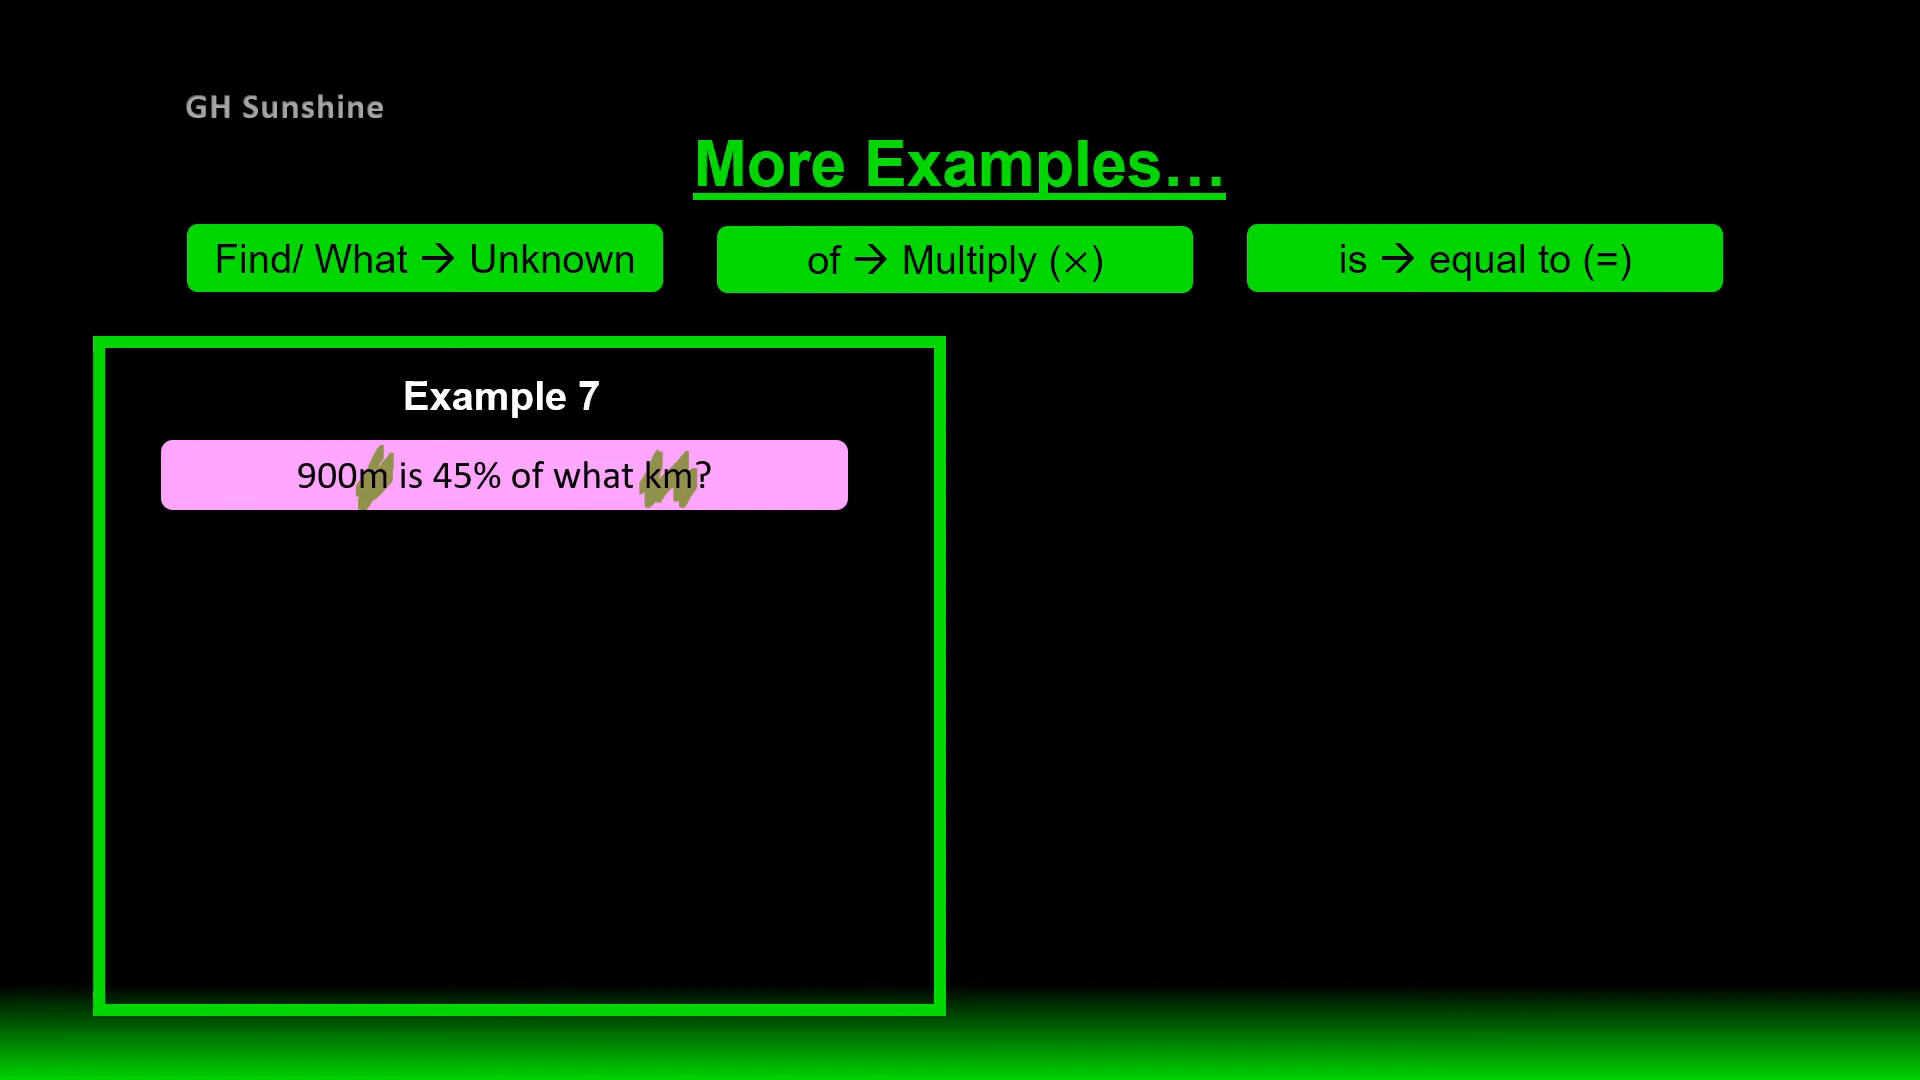 GH Sunshine
More Examples…
Find/ What → Unknown
of → Multiply (×)
is → equal to (=)
Example 7
900m is 45% of what km?